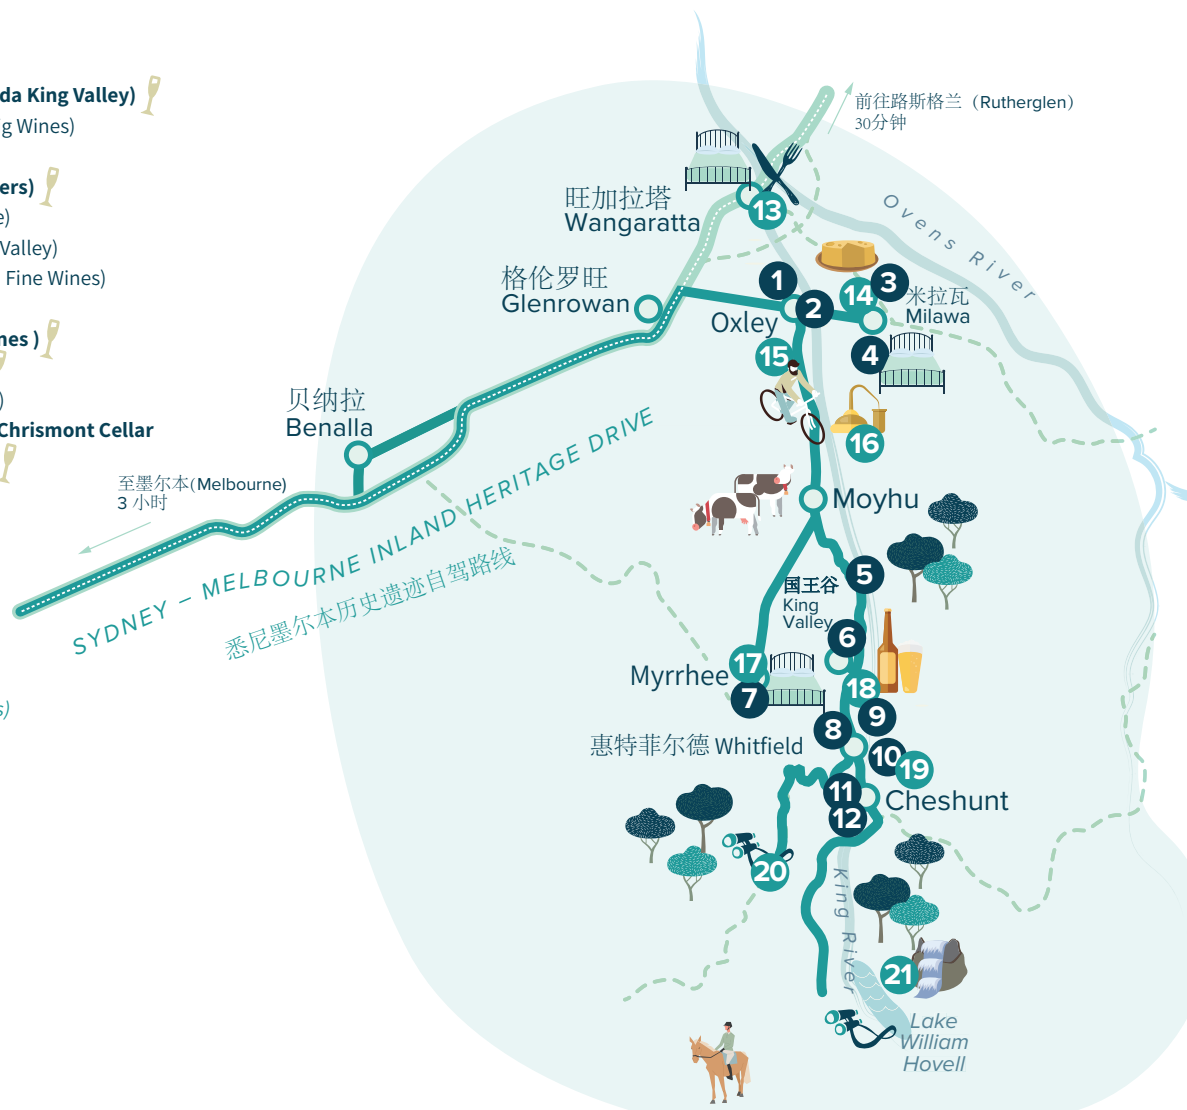 da King Valley)
g Wines)
ers)
e)
Valley)
Fine Wines)
nes )
)
Chrismont Cellar
s)
前往路斯格兰（Rutherglen）
30分钟
旺加拉塔
Wangaratta
13
Ovens River
格伦罗旺
Glenrowan
1
2
3
14
米拉瓦
Milawa
Oxley
15
4
16
贝纳拉
Benalla
至墨尔本(Melbourne)
3 小时
SYDNEY – MELBOURNE INLAND HERITAGE DRIVE
悉尼墨尔本历史遗迹自驾路线
Moyhu
5
国王谷
King
Valley
6
Myrrhee
17
7
18
9
8
惠特菲尔德 Whitfield
10
19
11
Cheshunt
12
20
King River
21
Lake
William
Hovell